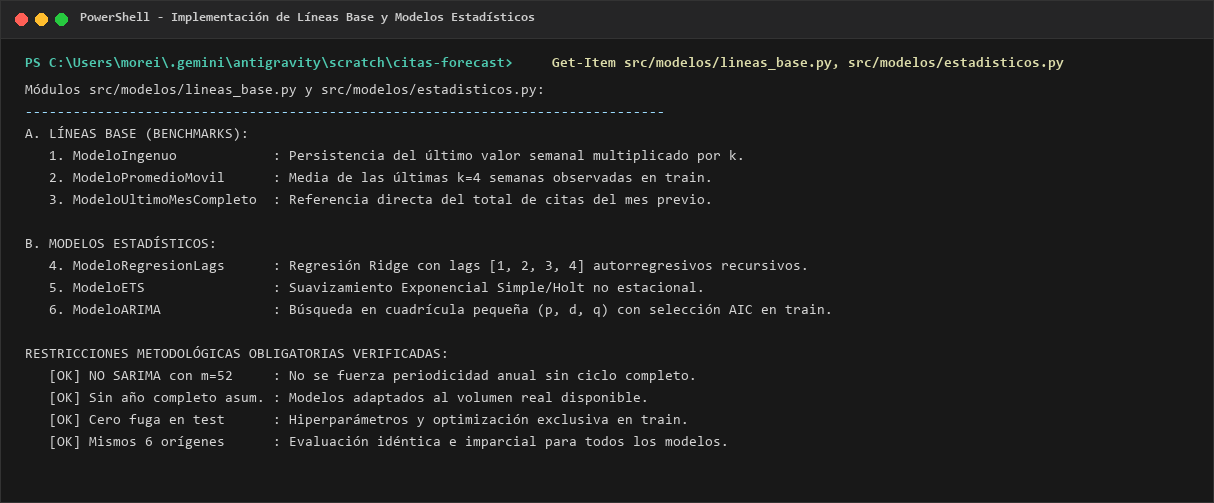 PowerShell - Implementación de Líneas Base y Modelos Estadísticos
PS C:\Users\morei\.gemini\antigravity\scratch\citas-forecast> Get-Item src/modelos/lineas_base.py, src/modelos/estadisticos.py
Módulos src/modelos/lineas_base.py y src/modelos/estadisticos.py:
--------------------------------------------------------------------------------
A. LÍNEAS BASE (BENCHMARKS):
1. ModeloIngenuo : Persistencia del último valor semanal multiplicado por k.
2. ModeloPromedioMovil : Media de las últimas k=4 semanas observadas en train.
3. ModeloUltimoMesCompleto : Referencia directa del total de citas del mes previo.
B. MODELOS ESTADÍSTICOS:
4. ModeloRegresionLags : Regresión Ridge con lags [1, 2, 3, 4] autorregresivos recursivos.
5. ModeloETS : Suavizamiento Exponencial Simple/Holt no estacional.
6. ModeloARIMA : Búsqueda en cuadrícula pequeña (p, d, q) con selección AIC en train.
RESTRICCIONES METODOLÓGICAS OBLIGATORIAS VERIFICADAS:
[OK] NO SARIMA con m=52 : No se fuerza periodicidad anual sin ciclo completo.
[OK] Sin año completo asum. : Modelos adaptados al volumen real disponible.
[OK] Cero fuga en test : Hiperparámetros y optimización exclusiva en train.
[OK] Mismos 6 orígenes : Evaluación idéntica e imparcial para todos los modelos.